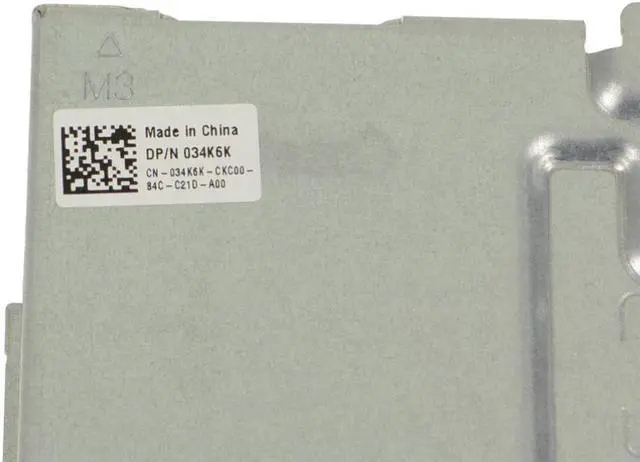 M3
Made in China
DP/N 034K6K
CN-034K6K-CKC00-
84C-C21D-A00